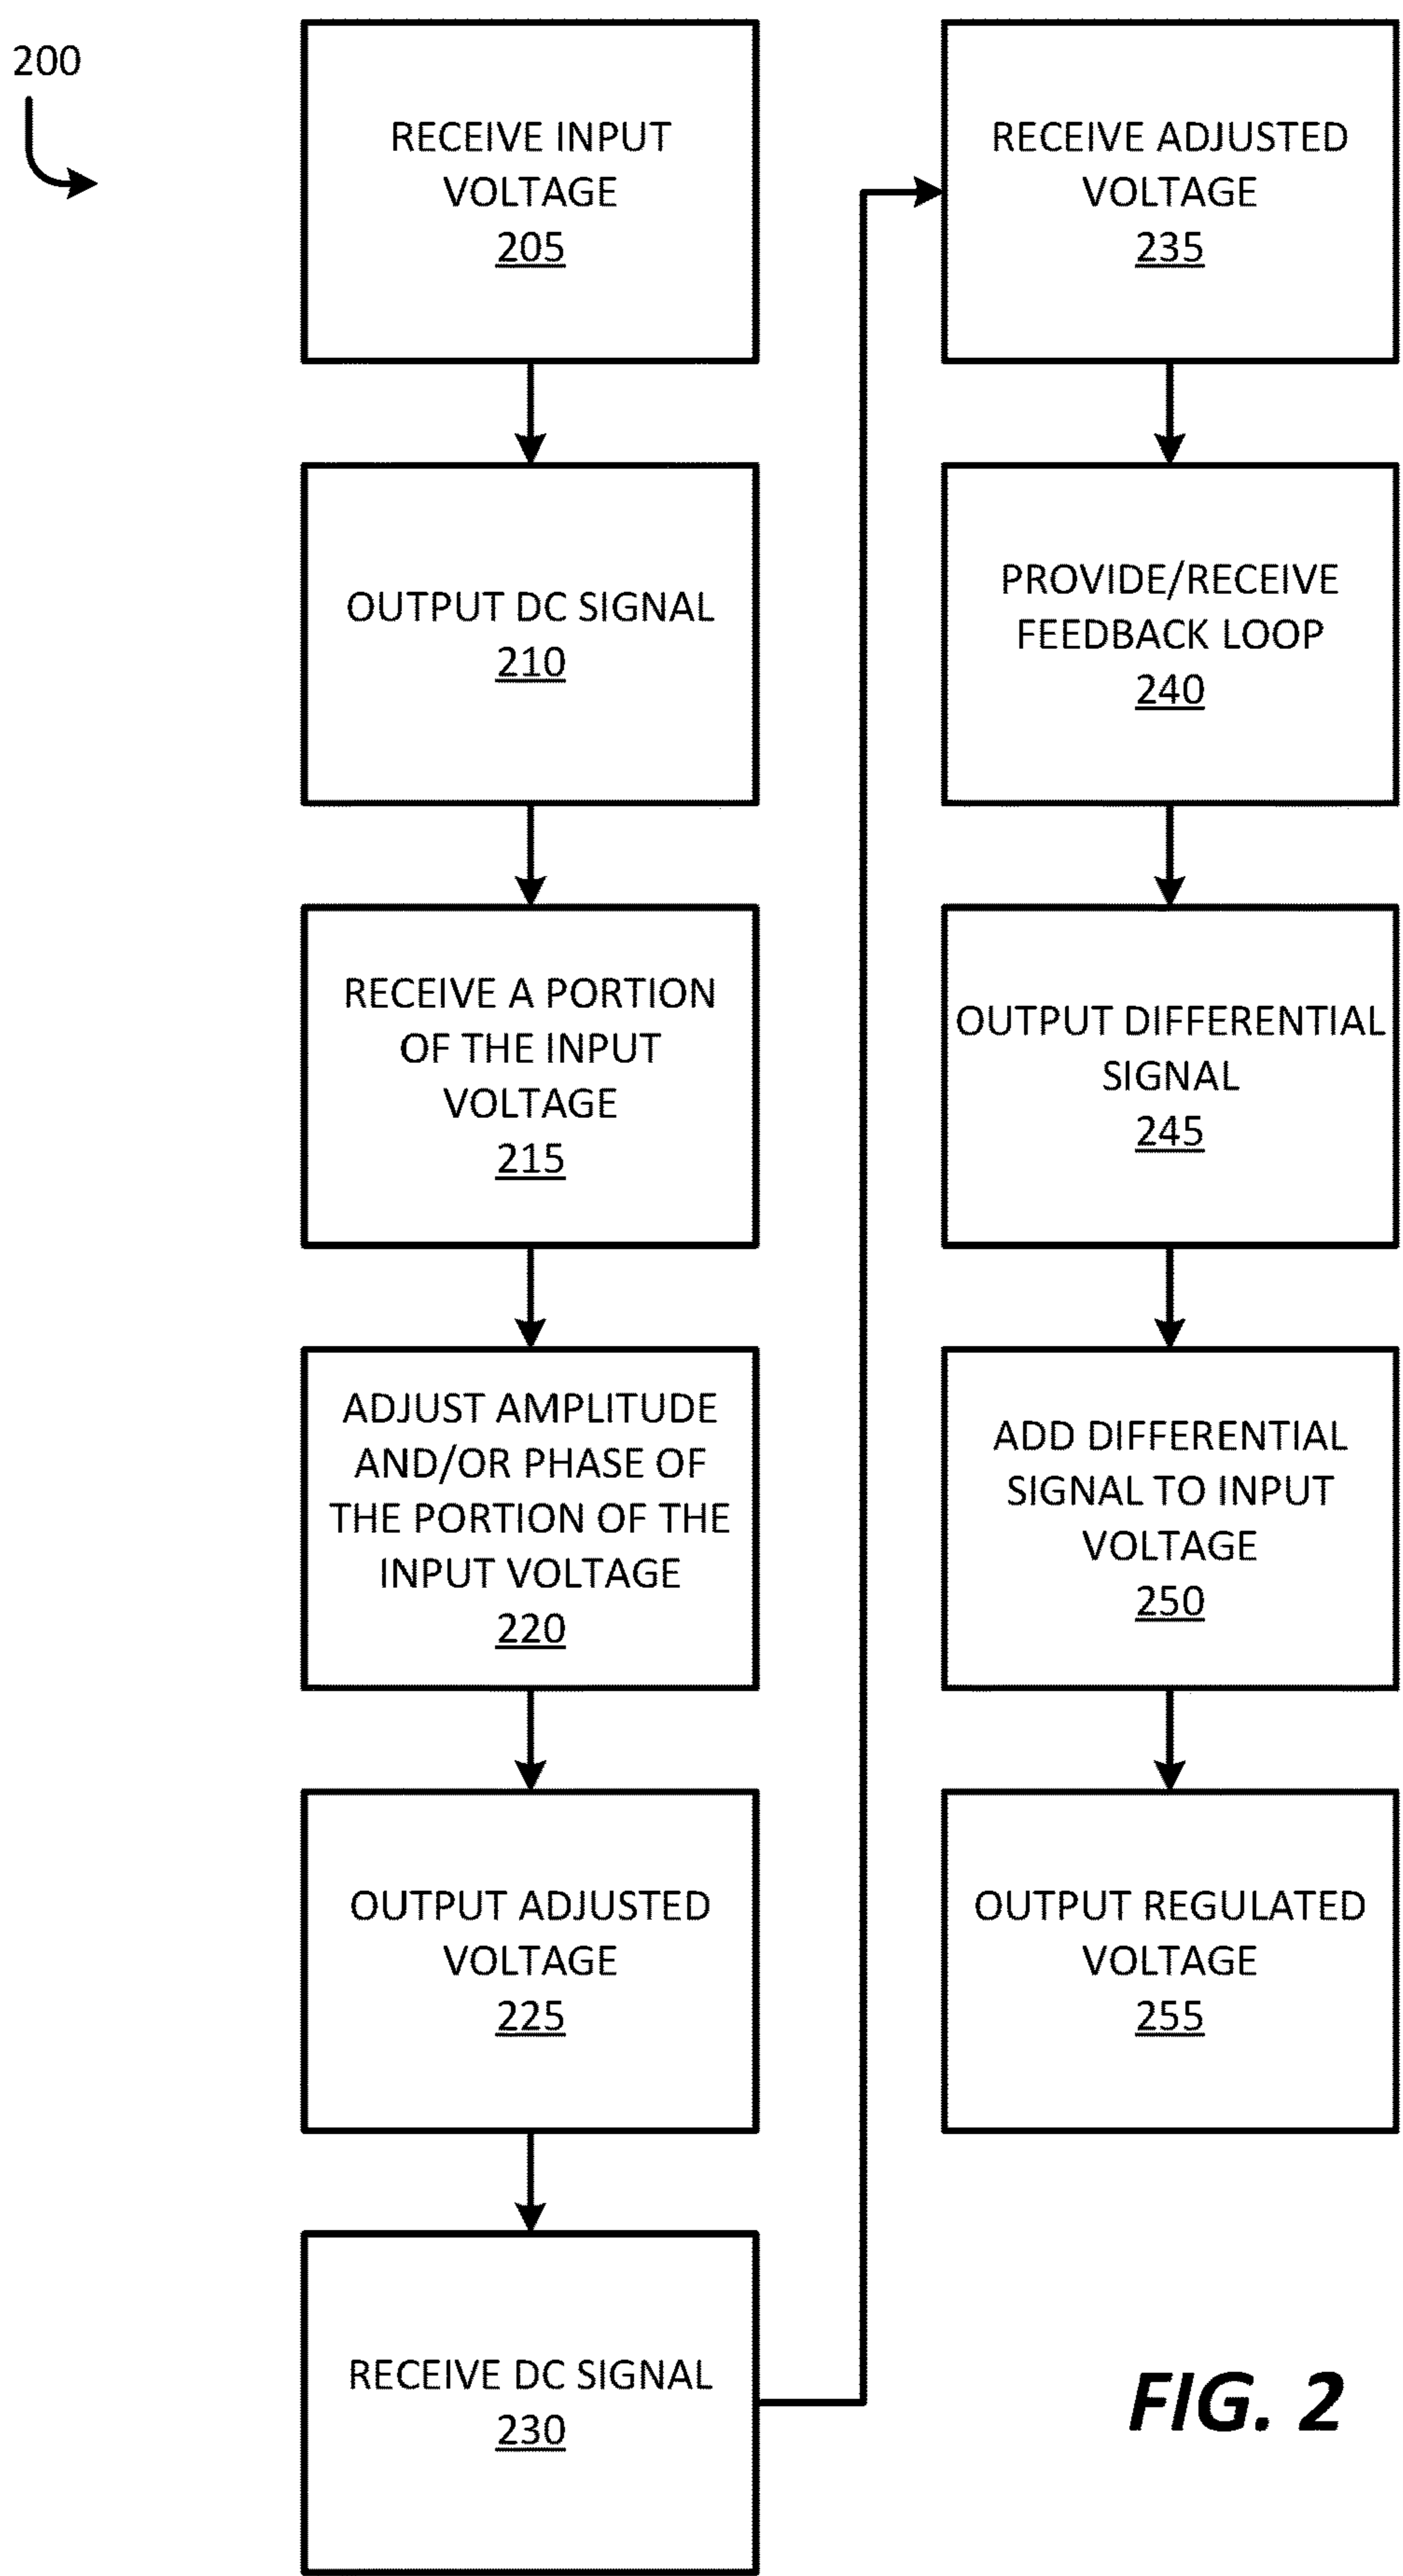 200
RECEIVE INPUT
VOLTAGE
205
OUTPUT DC SIGNAL
210
RECEIVE A PORTION
OF THE INPUT
VOLTAGE
215
ADJUST AMPLITUDE
AND/OR PHASE OF
THE PORTION OF THE
INPUT VOLTAGE
220
OUTPUT ADJUSTED
VOLTAGE
225
RECEIVE DC SIGNAL
230
RECEIVE ADJUSTED
VOLTAGE
235
PROVIDE/RECEIVE
FEEDBACK LOOP
240
OUTPUT DIFFERENTIAL
SIGNAL
245
ADD DIFFERENTIAL
SIGNAL TO INPUT
VOLTAGE
250
OUTPUT REGULATED
VOLTAGE
255
FIG. 2